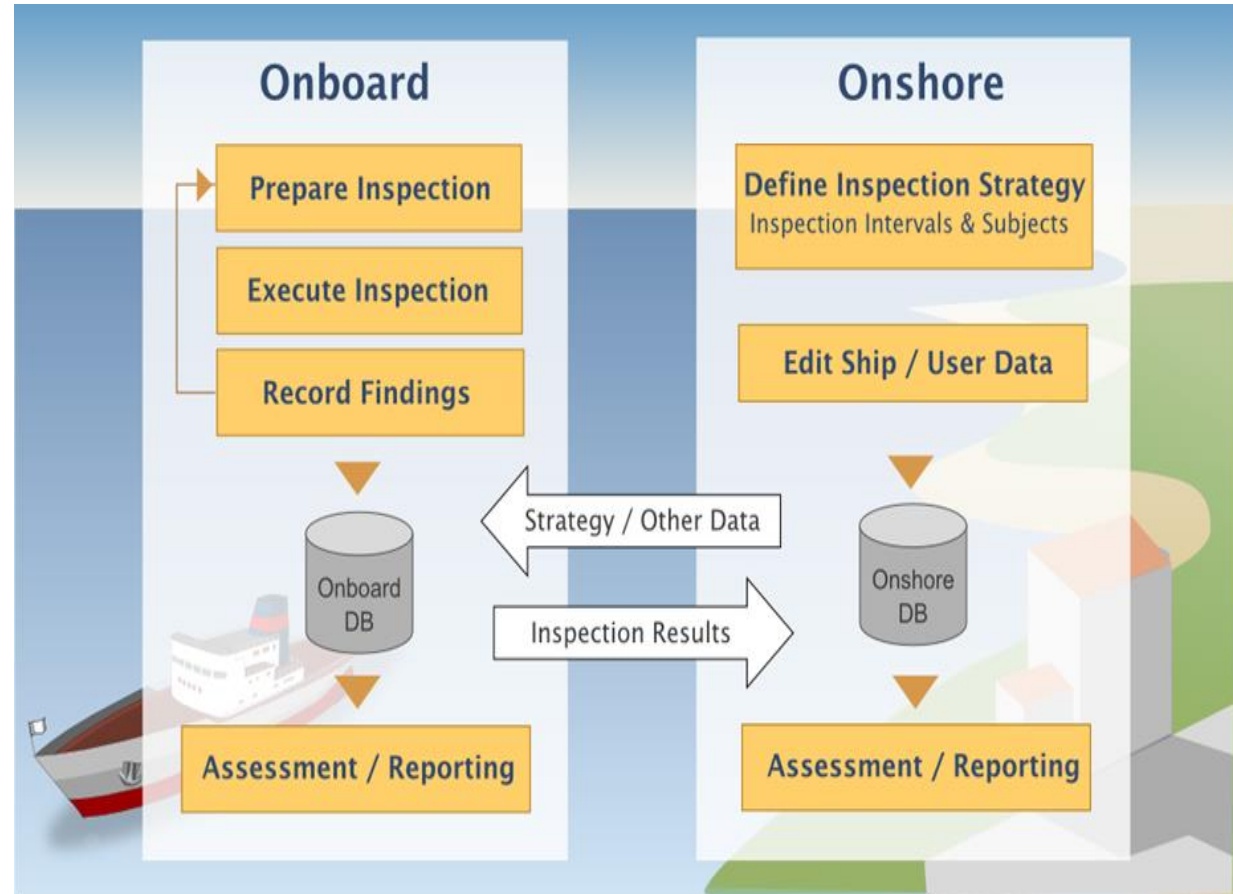 Onboard
Prepare Inspection
Execute Inspection
Record Findings
Onboard
DB
Assessment / Reporting
Strategy / Other Data
Inspection Results
Onshore
Define Inspection Strategy
Inspection Intervals & Subjects
Edit Ship / User Data
Onshore
DB
Assessment / Reporting